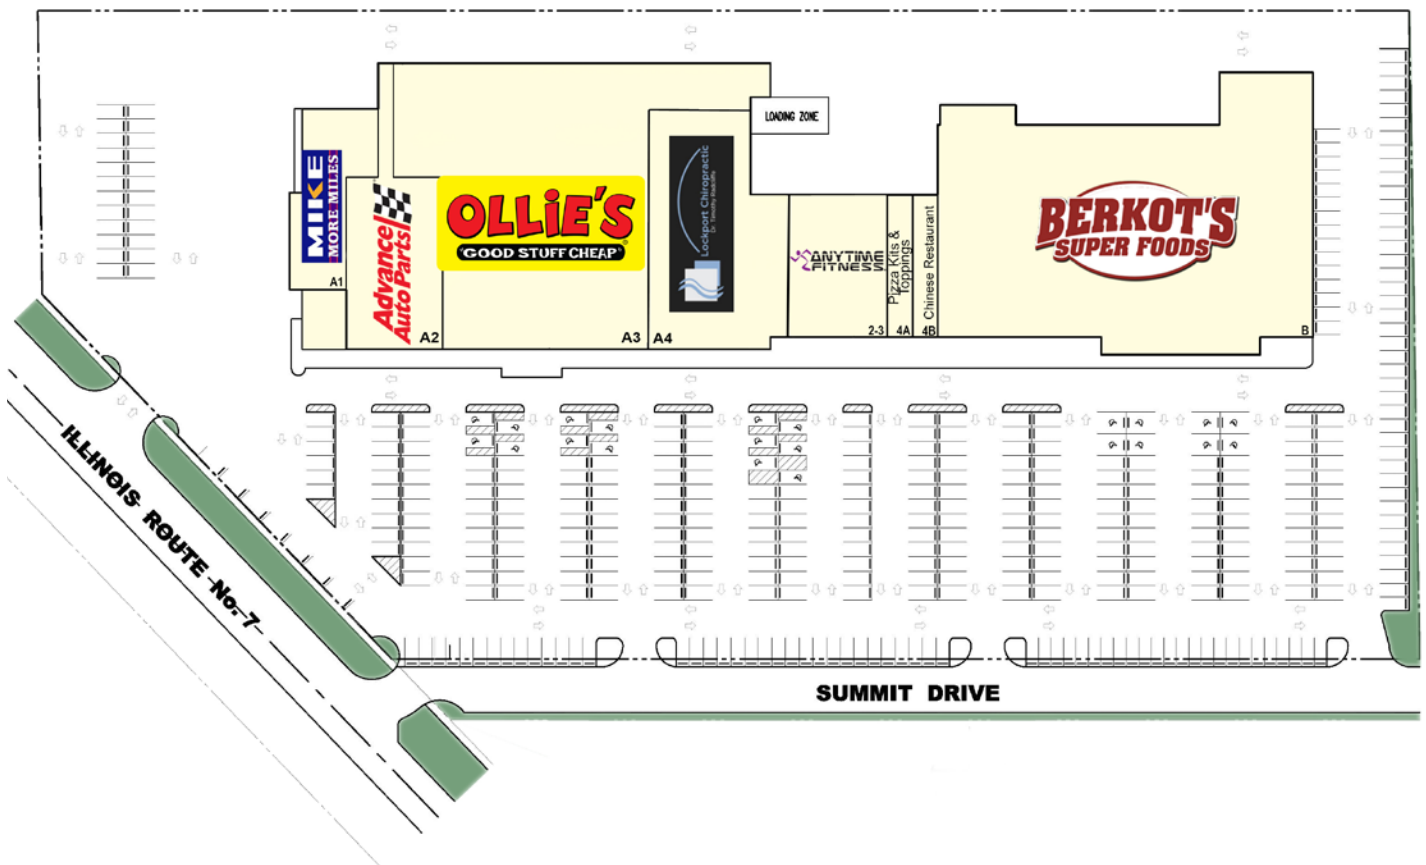 LOADING ZONE
MIKE
MORE MILES
A1
Advance
Auto Parts
A2
OLLiE'S
"GOOD STUFF CHEAP"
A3
Lockport Chiropractic
Dr. Timothy
A4
ANYTIME
FITNESS
2-3
Pizza Kits &
Toppings
4A
Chinese Restaurant
4B
BERKOT'S
SUPER FOODS
B
ILLINOIS ROUTE No. 7
SUMMIT DRIVE